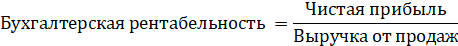 Бухгалтерская рентабельность = Чистая прибыль
Выручка от продаж